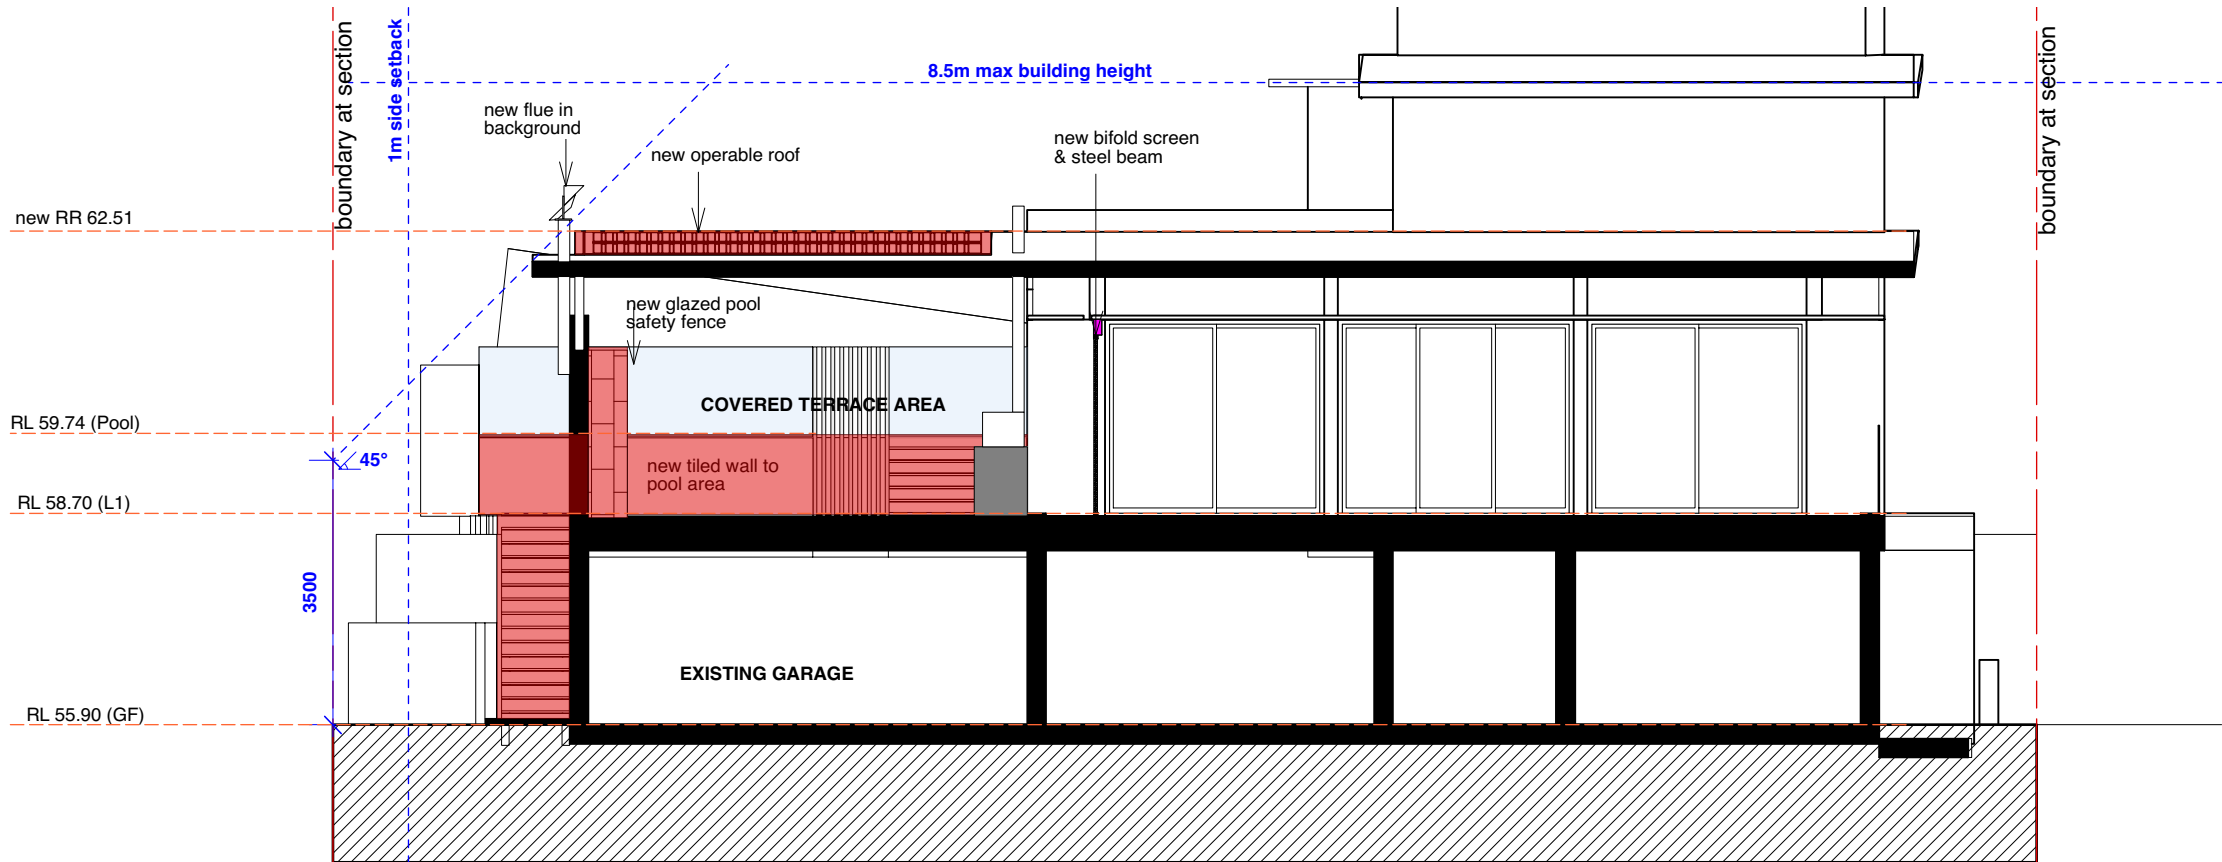 boundary at section
1m side setback
8.5m max building height
boundary at section
new flue in
background
new operable roof
new bifold screen
& steel beam
new RR 62.51
new glazed pool
safety fence
COVERED TERRACE AREA
RL 59.74 (Pool)
45°
new tiled wall to
pool area
RL 58.70 (L1)
3500
EXISTING GARAGE
RL 55.90 (GF)